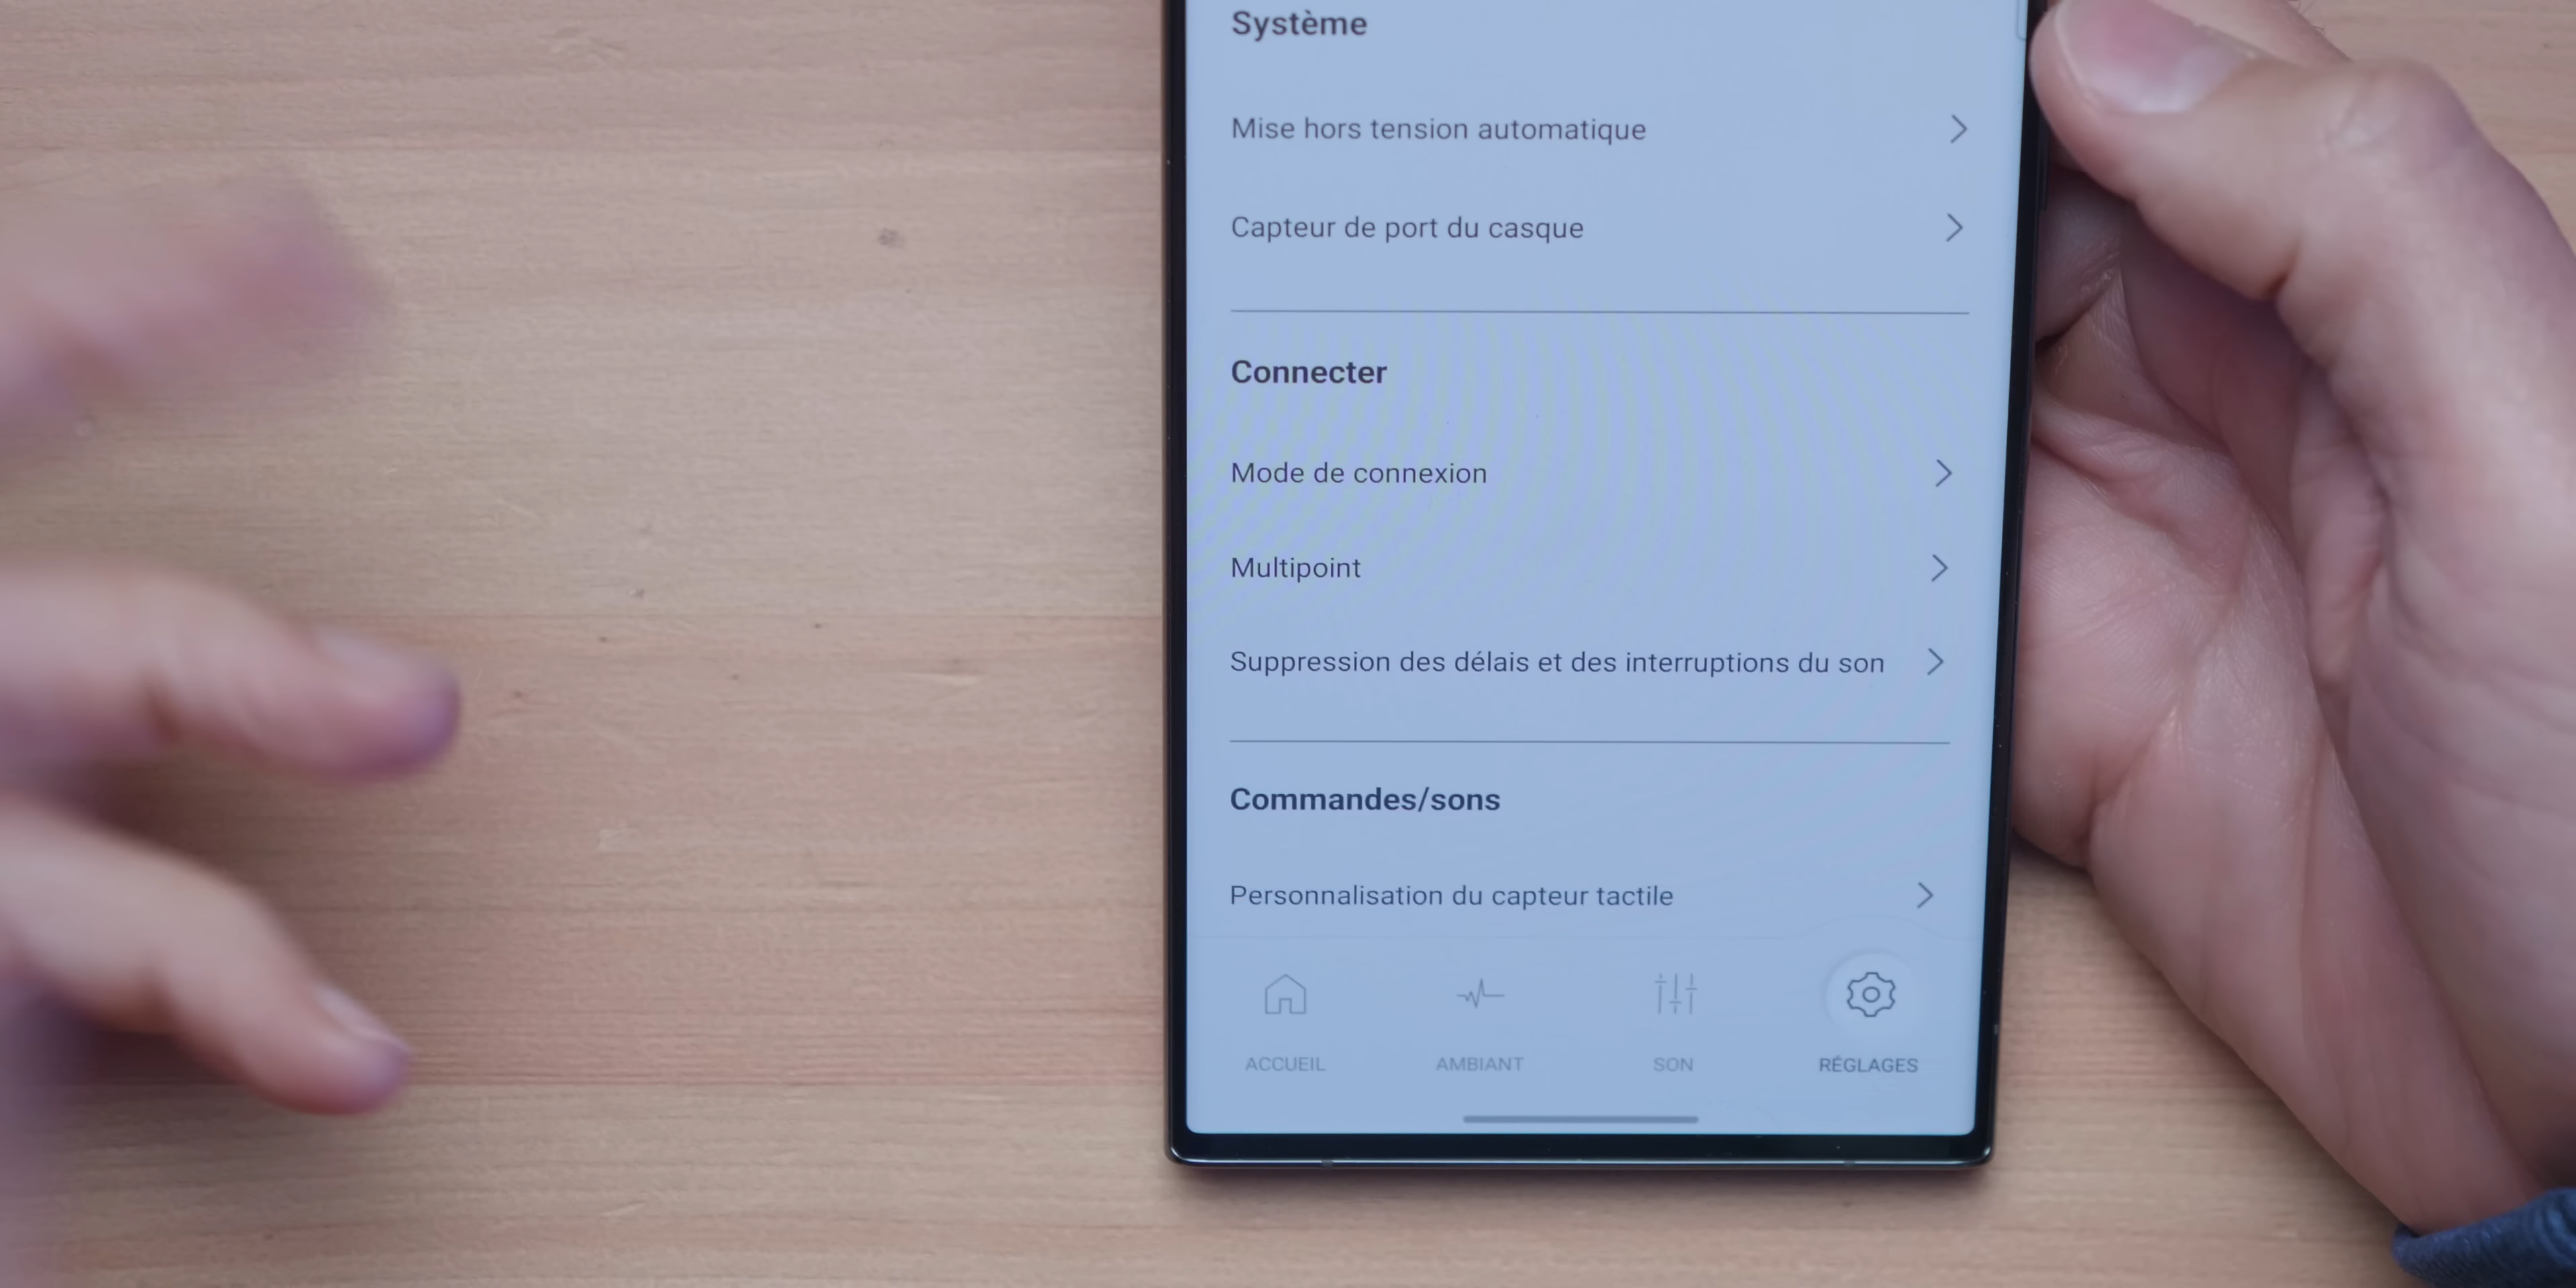 Système
Mise hors tension automatique
Capteur de port du casque
Connecter
Mode de connexion
Multipoint
Suppression des délais et des interruptions du son
Commandes/sons
Personnalisation du capteur tactile
ACCUEIL AMBIANT SON RÉGLAGES